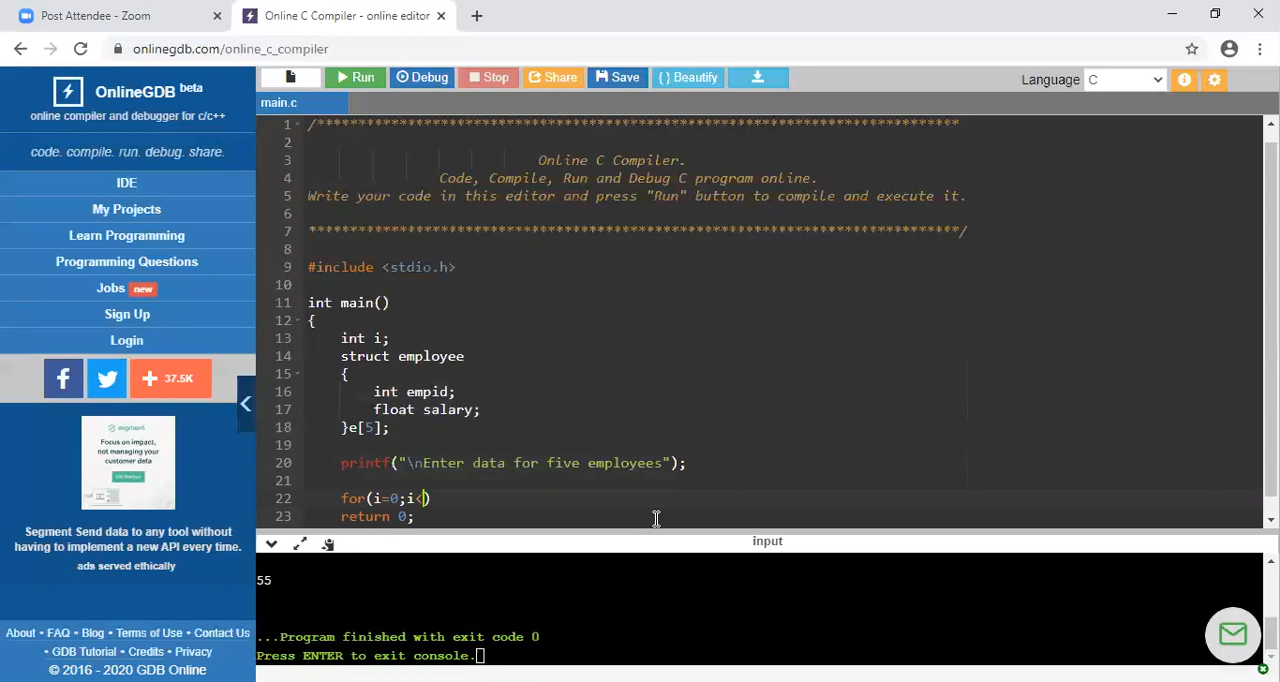 Post Attendee - Zoom
Online C Compiler - online editor
onlinegdb.com/online_c_compiler
OnlineGDB beta
online compiler and debugger for c/c++
code. compile. run. debug. share.
IDE
My Projects
Learn Programming
Programming Questions
Jobs new
Sign Up
Login
37.5K
segment
Focus on impact,
not managing your
customer data
Segment Send data to any tool without
having to implement a new API every time.
ads served ethically
About • FAQ • Blog • Terms of Use • Contact Us
• GDB Tutorial • Credits • Privacy
© 2016 - 2020 GDB Online
Run Debug Stop Share Save { } Beautify
Language C
main.c
1 /******************************************************************************
2
3 Online C Compiler.
4 Code, Compile, Run and Debug C program online.
5 Write your code in this editor and press "Run" button to compile and execute it.
6
7 *******************************************************************************/
8
9 #include <stdio.h>
10
11 int main()
12 {
13 int i;
14 struct employee
15 {
16 int empid;
17 float salary;
18 }e[5];
19
20 printf("\nEnter data for five employees");
21
22 for(i=0;i<)
23 return 0;
input
55
...Program finished with exit code 0
Press ENTER to exit console.